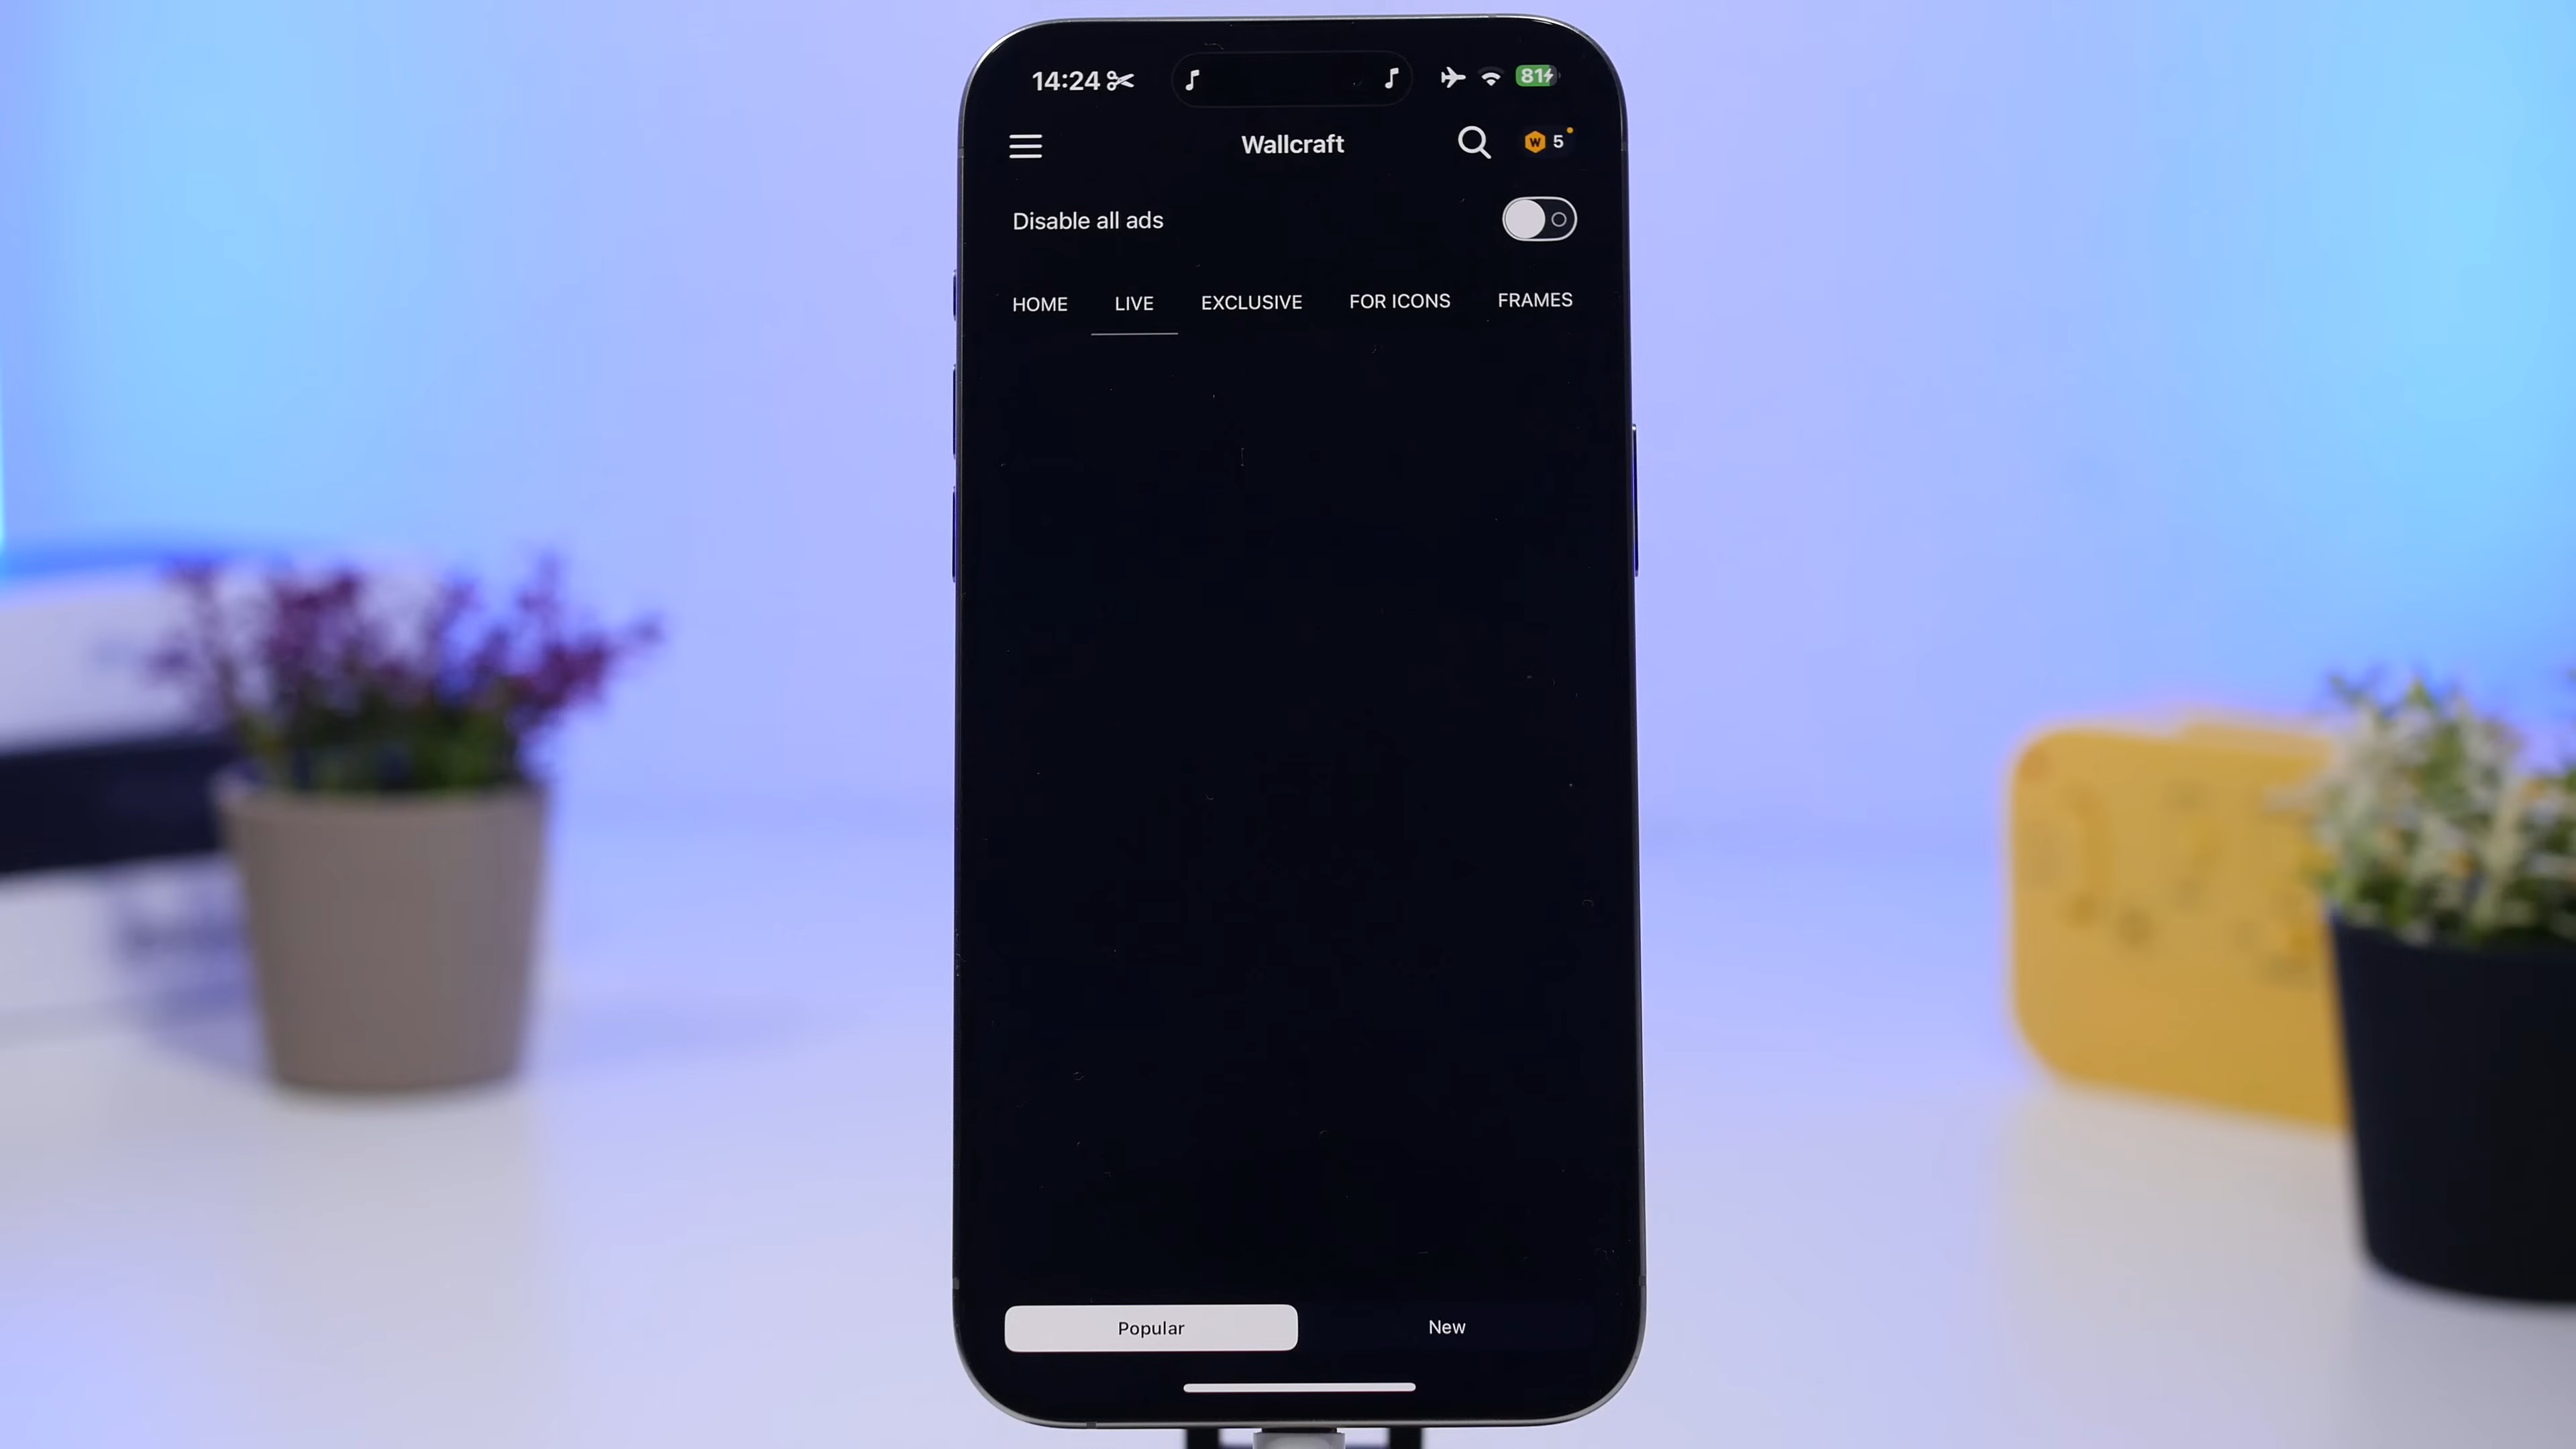 14:24 81
Wallcraft W 5
Disable all ads
HOME LIVE EXCLUSIVE FOR ICONS FRAMES
Popular New